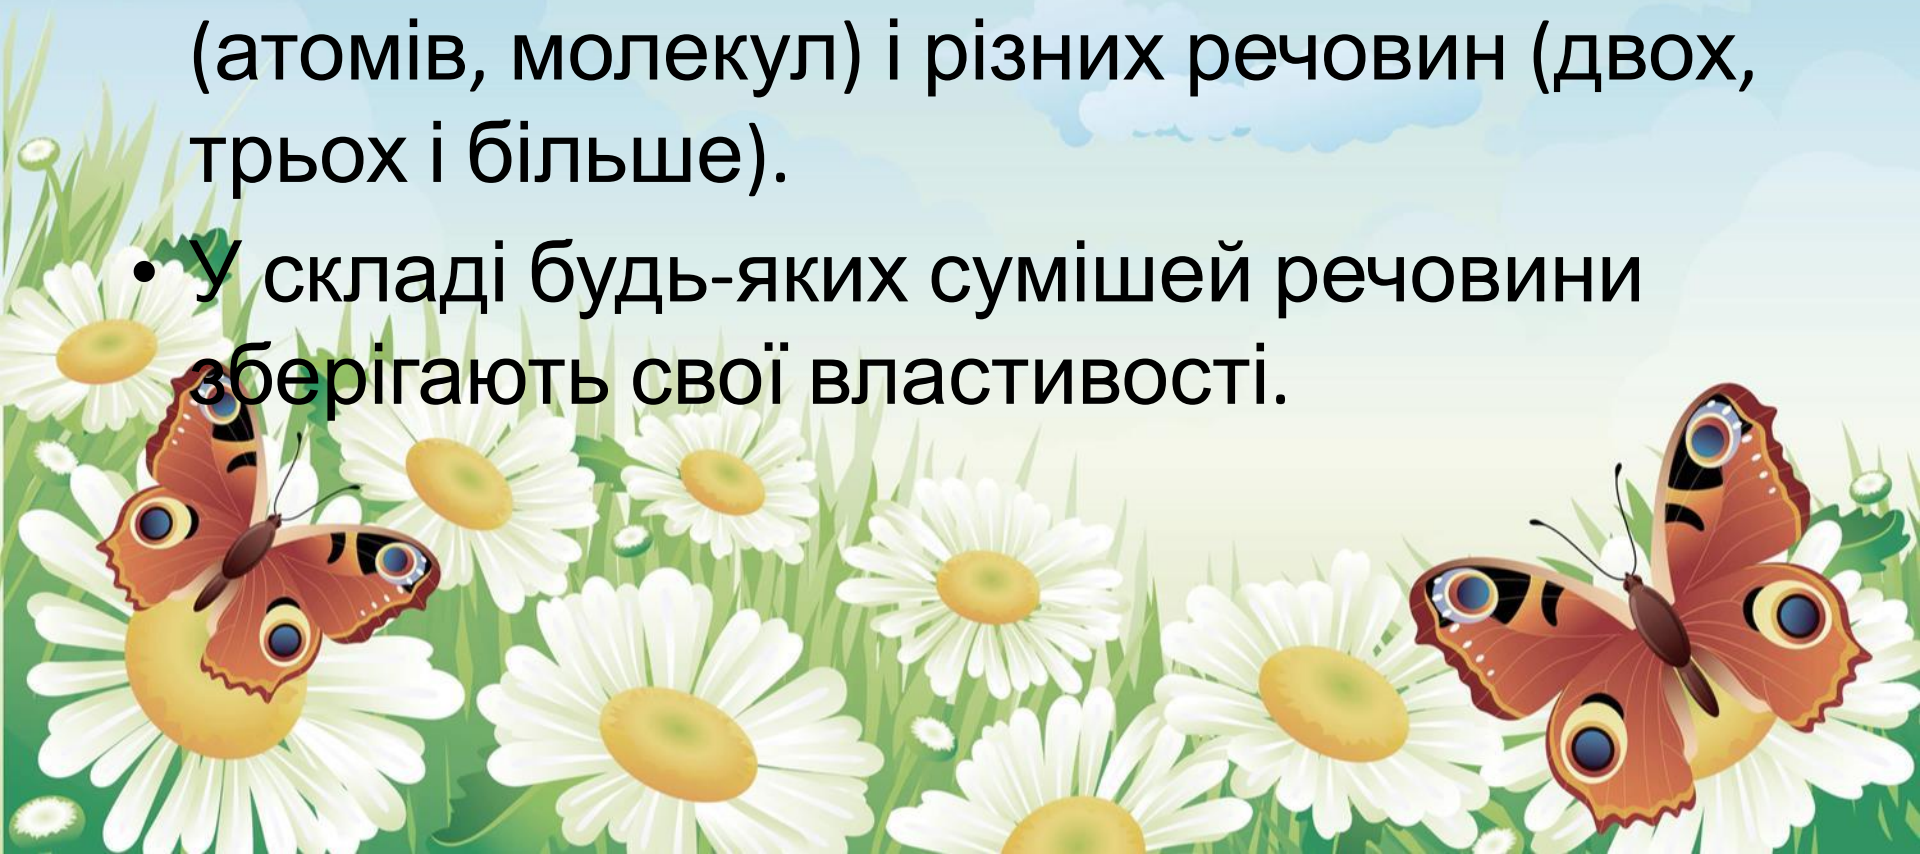 (атомів, молекул) і різних речовин (двох,
трьох і більше).
• У складі будь-яких сумішей речовини
зберігають свої властивості.